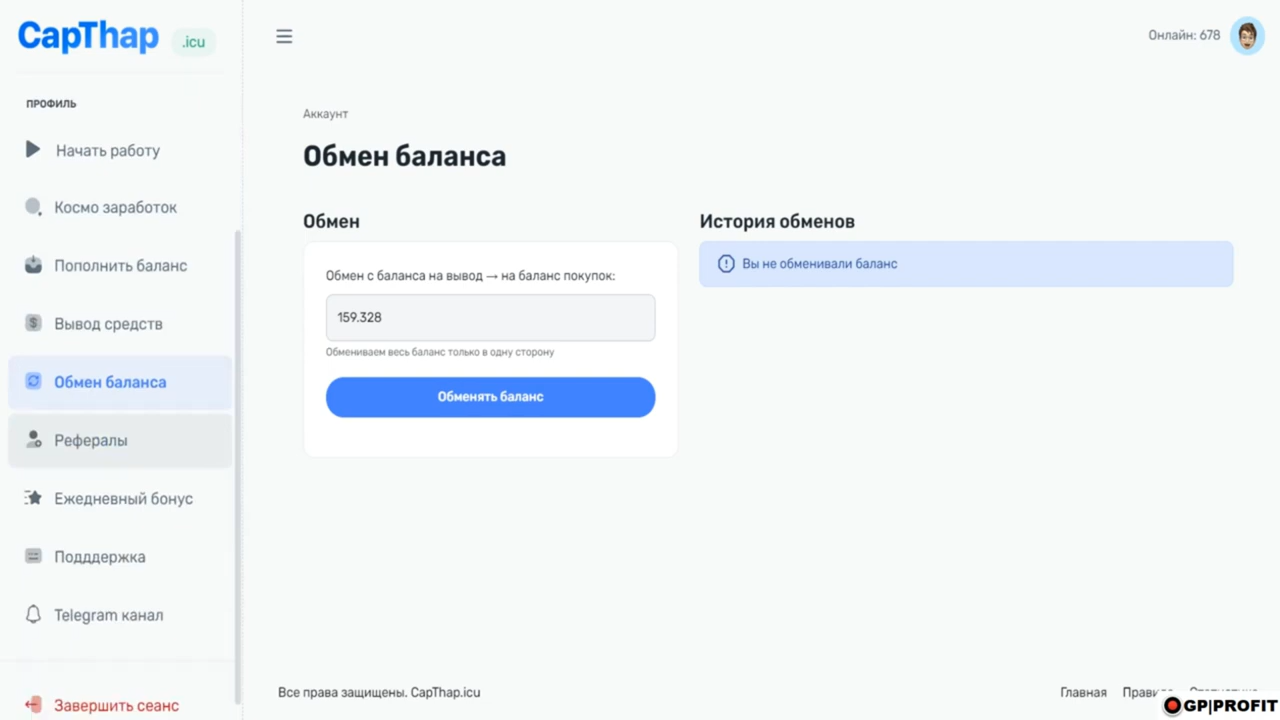 CapThap .icu
Онлайн: 678
ПРОФИЛЬ
Начать работу
Космо заработок
Пополнить баланс
Вывод средств
Обмен баланса
Рефералы
Ежедневный бонус
Подддержка
Telegram канал
Завершить сеанс
Аккаунт
Обмен баланса
Обмен
Обмен с баланса на вывод → на баланс покупок:
159.328
Обмениваем весь баланс только в одну сторону
Обменять баланс
История обменов
Вы не обменивали баланс
Все права защищены. CapThap.icu
Главная
GP|PROFIT